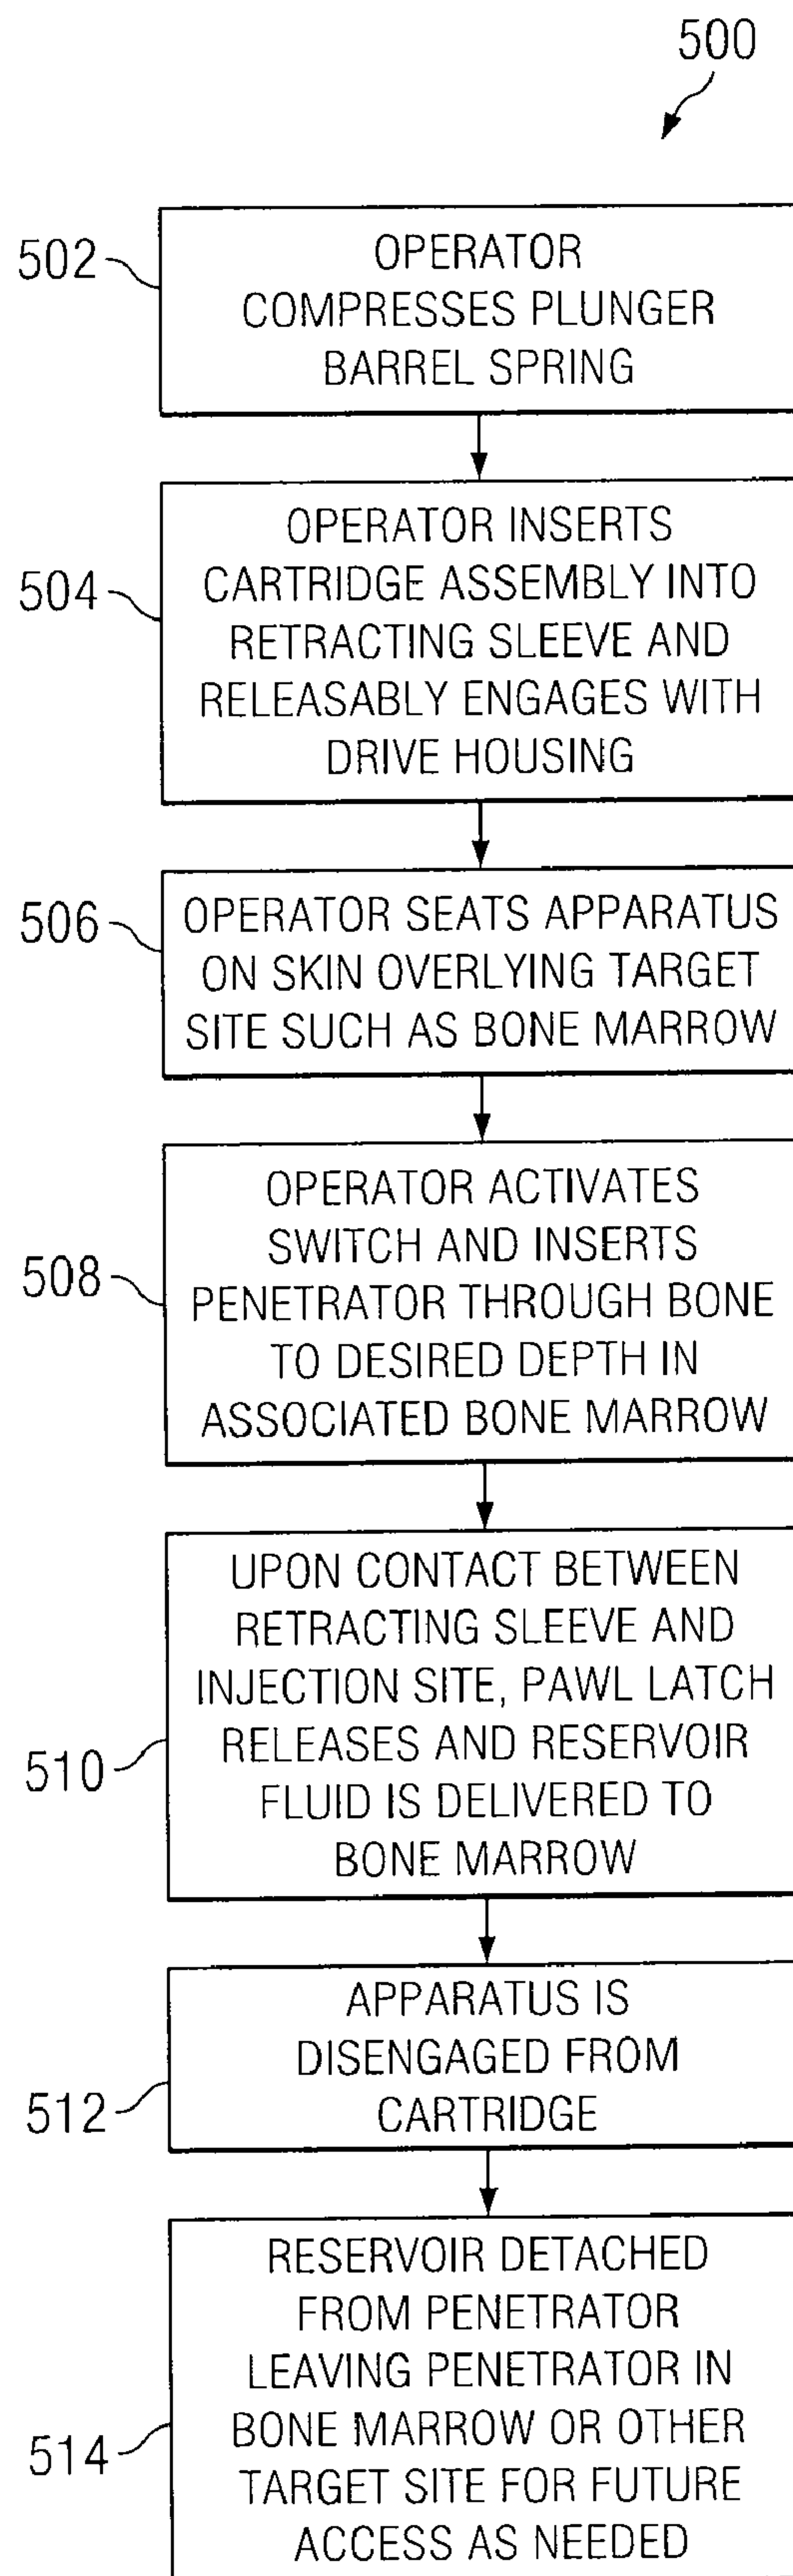 500
502
OPERATOR
COMPRESSES PLUNGER
BARREL SPRING
504
OPERATOR INSERTS
CARTRIDGE ASSEMBLY INTO
RETRACTING SLEEVE AND
RELEASABLY ENGAGES WITH
DRIVE HOUSING
506
OPERATOR SEATS APPARATUS
ON SKIN OVERLYING TARGET
SITE SUCH AS BONE MARROW
508
OPERATOR ACTIVATES
SWITCH AND INSERTS
PENETRATOR THROUGH BONE
TO DESIRED DEPTH IN
ASSOCIATED BONE MARROW
510
UPON CONTACT BETWEEN
RETRACTING SLEEVE AND
INJECTION SITE, PAWL LATCH
RELEASES AND RESERVOIR
FLUID IS DELIVERED TO
BONE MARROW
512
APPARATUS IS
DISENGAGED FROM
CARTRIDGE
514
RESERVOIR DETACHED
FROM PENETRATOR
LEAVING PENETRATOR IN
BONE MARROW OR OTHER
TARGET SITE FOR FUTURE
ACCESS AS NEEDED